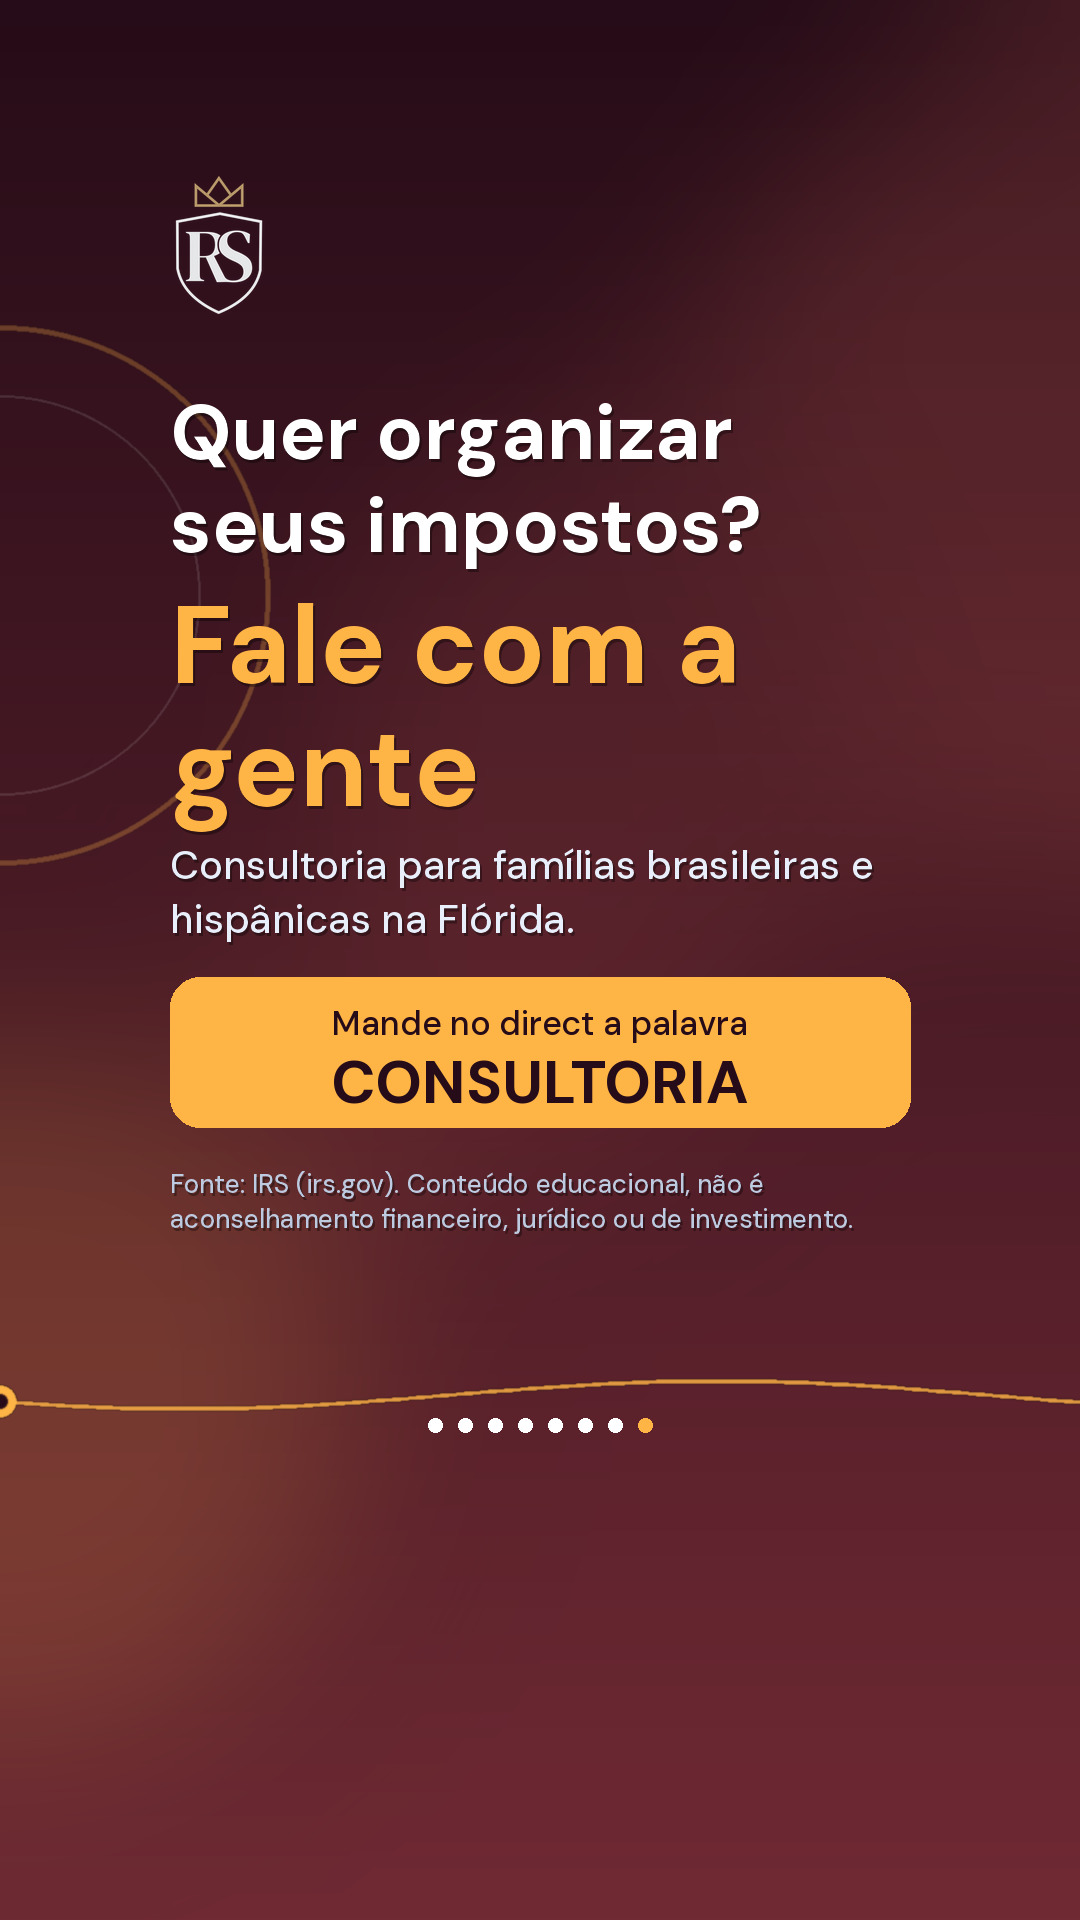 RS
Quer organizar
seus impostos?
Fale com a
gente
Consultoria para famílias brasileiras e
hispânicas na Flórida.
Mande no direct a palavra
CONSULTORIA
Fonte: IRS (irs.gov). Conteúdo educacional, não é
aconselhamento financeiro, jurídico ou de investimento.